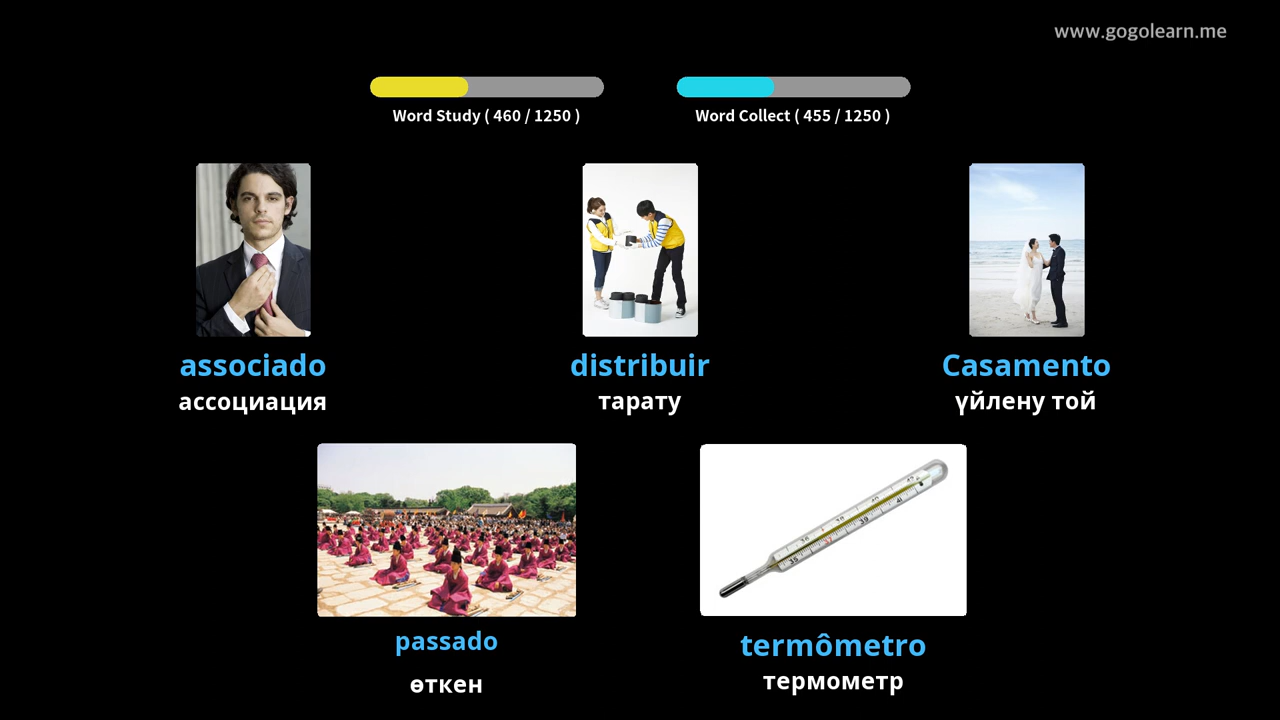 www.gogolearn.me
Word Study ( 460 / 1250 )
Word Collect ( 455 / 1250 )
associado
ассоциация
distribuir
тарату
Casamento
үйлену той
passado
өткен
termômetro
термометр